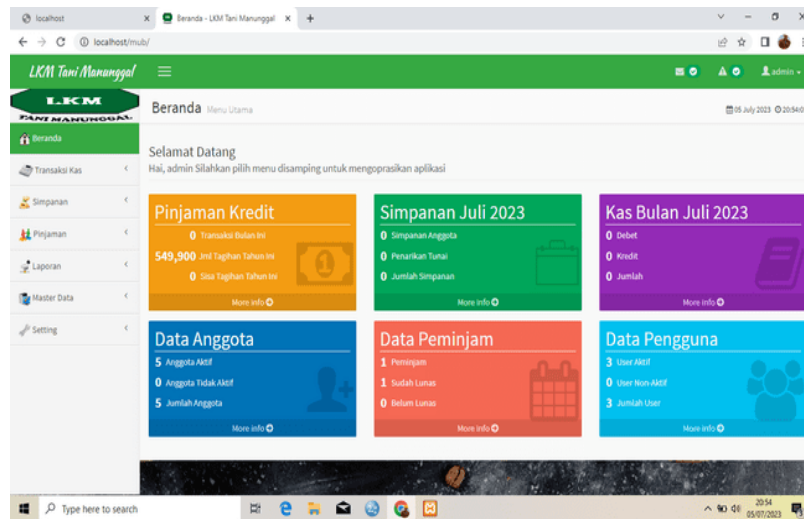 localhost
Beranda - LKM Tani Manunggal
localhost/mub/
LKM Tani Manunggal
admin
LKM
TANI MANUNGGAL
Beranda Menu Utama
05 July 2023 20:54:0
Beranda
Transaksi Kas
Simpanan
Pinjaman
Laporan
Master Data
Setting
Selamat Datang
Hai, admin Silahkan pilih menu disamping untuk mengoprasikan aplikasi
Pinjaman Kredit
0 Transaksi Bulan Ini
549,900 Jml Tagihan Tahun Ini
0 Sisa Tagihan Tahun Ini
More info
Simpanan Juli 2023
0 Simpanan Anggota
0 Penarikan Tunai
0 Jumlah Simpanan
More info
Kas Bulan Juli 2023
0 Debet
0 Kredit
0 Jumlah
More info
Data Anggota
5 Anggota Aktif
0 Anggota Tidak Aktif
5 Jumlah Anggota
More info
Data Peminjam
1 Peminjam
1 Sudah Lunas
0 Belum Lunas
More info
Data Pengguna
3 User Aktif
0 User Non-Aktif
3 Jumlah User
More info
Type here to search
20:54
05/07/2023